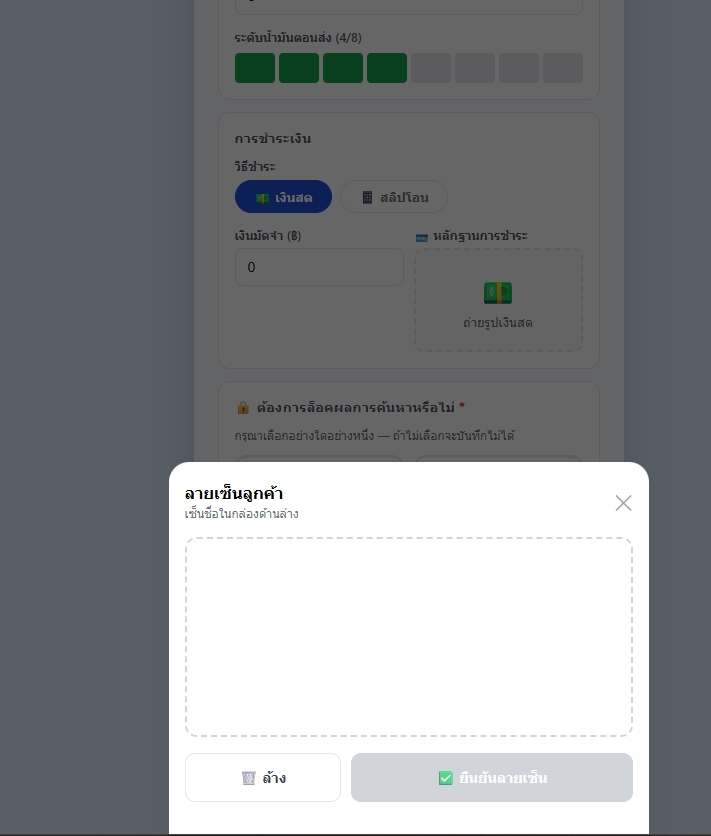 ระดับน้ำมันตอนส่ง (4/8)
การชำระเงิน
วิธีชำระ
เงินสด
สลิปโอน
เงินมัดจำ (฿)
หลักฐานการชำระ
0
ถ่ายรูปเงินสด
ต้องการล็อคผลการค้นหาหรือไม่ *
กรุณาเลือกอย่างใดอย่างหนึ่ง — ถ้าไม่เลือกจะบันทึกไม่ได้
ลายเซ็นลูกค้า
เซ็นชื่อในกล่องด้านล่าง
ล้าง
ยืนยันลายเซ็น